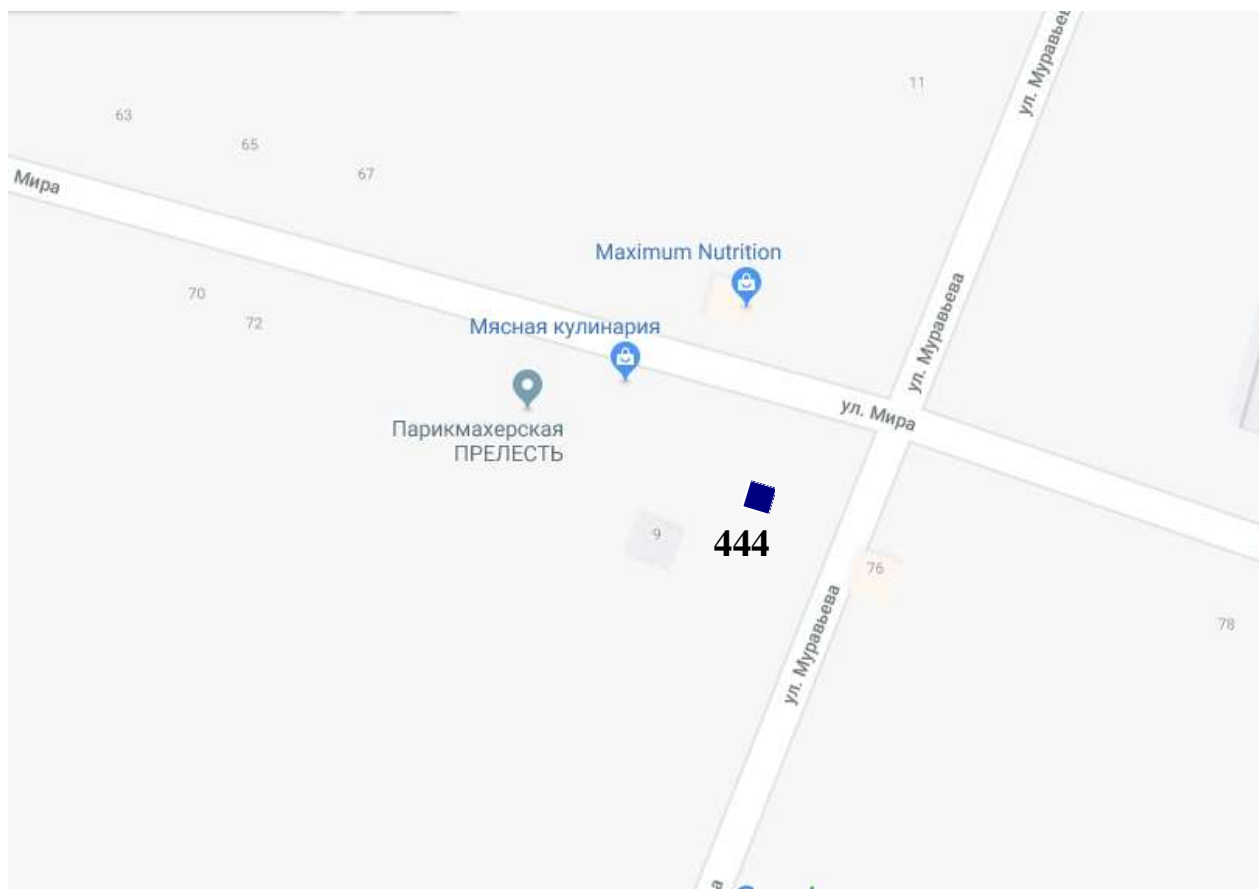 11
63
65
67
Мира
ул. Муравьева
Maximum Nutrition
70
72
Мясная кулинария
ул. Муравьева
ул. Мира
Парикмахерская
ПРЕЛЕСТЬ
9
444
76
ул. Муравьева
78